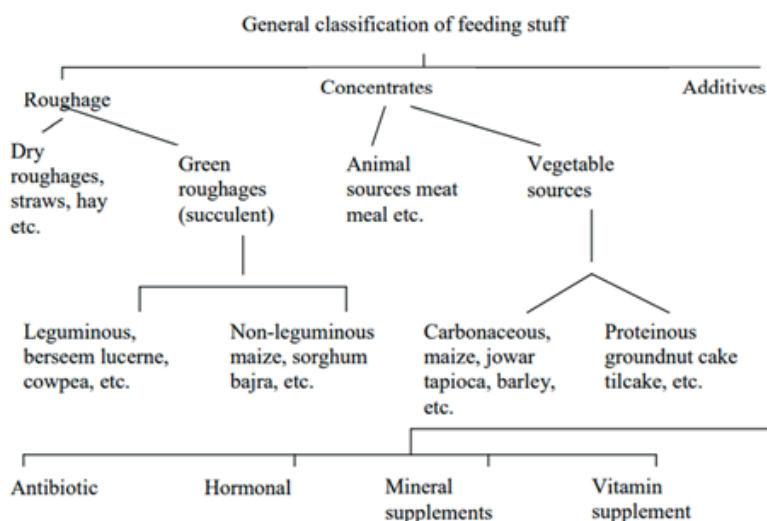 General classification of feeding stuff
Roughage
Concentrates
Additives
Dry
roughages,
straws, hay
etc.
Green
roughages
(succulent)
Animal
sources meat
meal etc.
Vegetable
sources
Leguminous,
berseem lucerne,
cowpea, etc.
Non-leguminous
maize, sorghum
bajra, etc.
Carbonaceous,
maize, jowar
tapioca, barley,
etc.
Proteinous
groundnut cake
tilcake, etc.
Antibiotic
Hormonal
Mineral
supplements
Vitamin
supplement